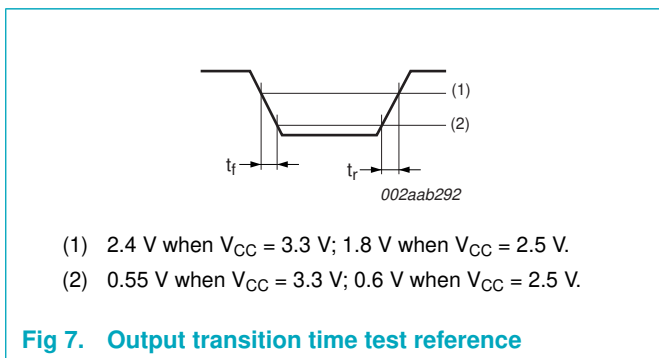 (1)
(2)
tf
tr
002aab292
(1) 2.4 V when VCC = 3.3 V; 1.8 V when VCC = 2.5 V.
(2) 0.55 V when VCC = 3.3 V; 0.6 V when VCC = 2.5 V.
Fig 7. Output transition time test reference